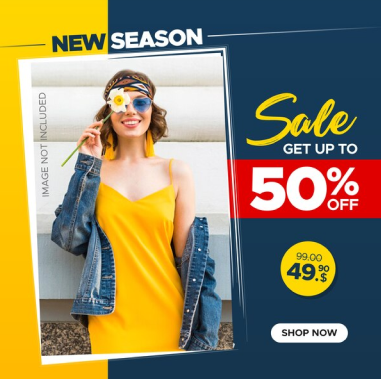 NEW SEASON
IMAGE NOT INCLUDED
Sale
GET UP TO
50%
OFF
99.00
49.90$
SHOP NOW